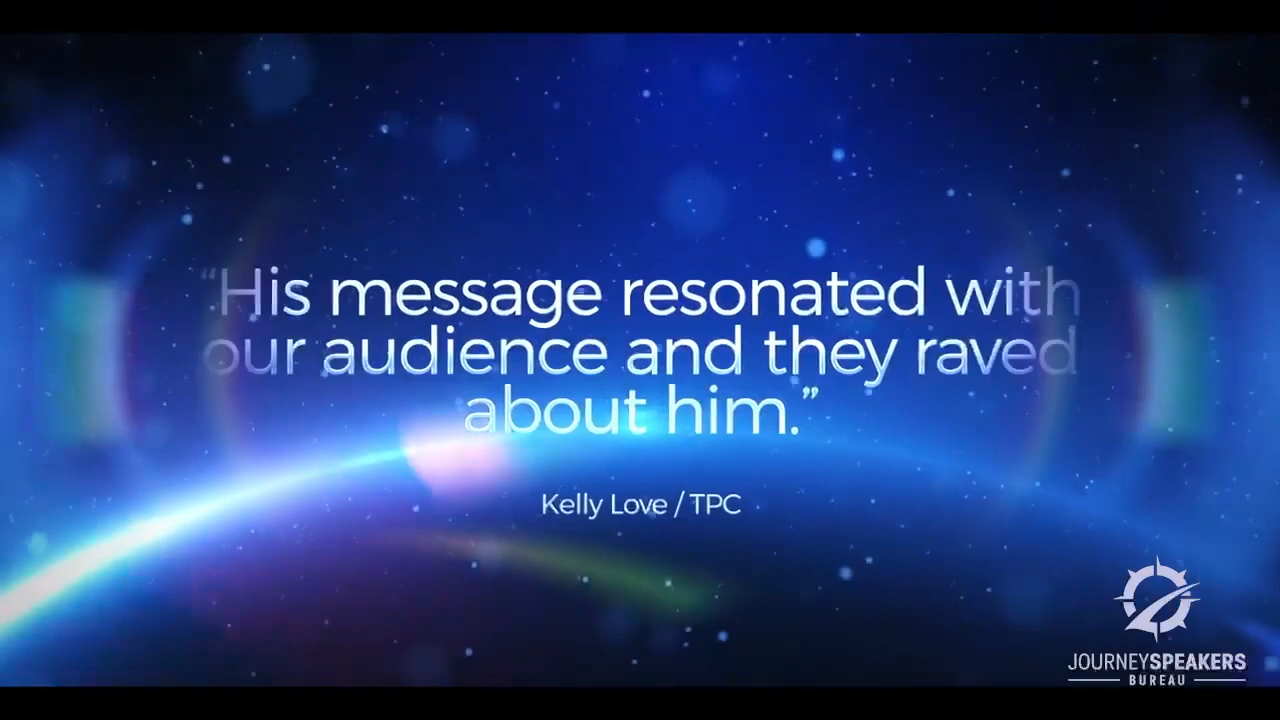 “His message resonated with
our audience and they raved
about him.”
Kelly Love / TPC
JOURNEYSPEAKERS
BUREAU